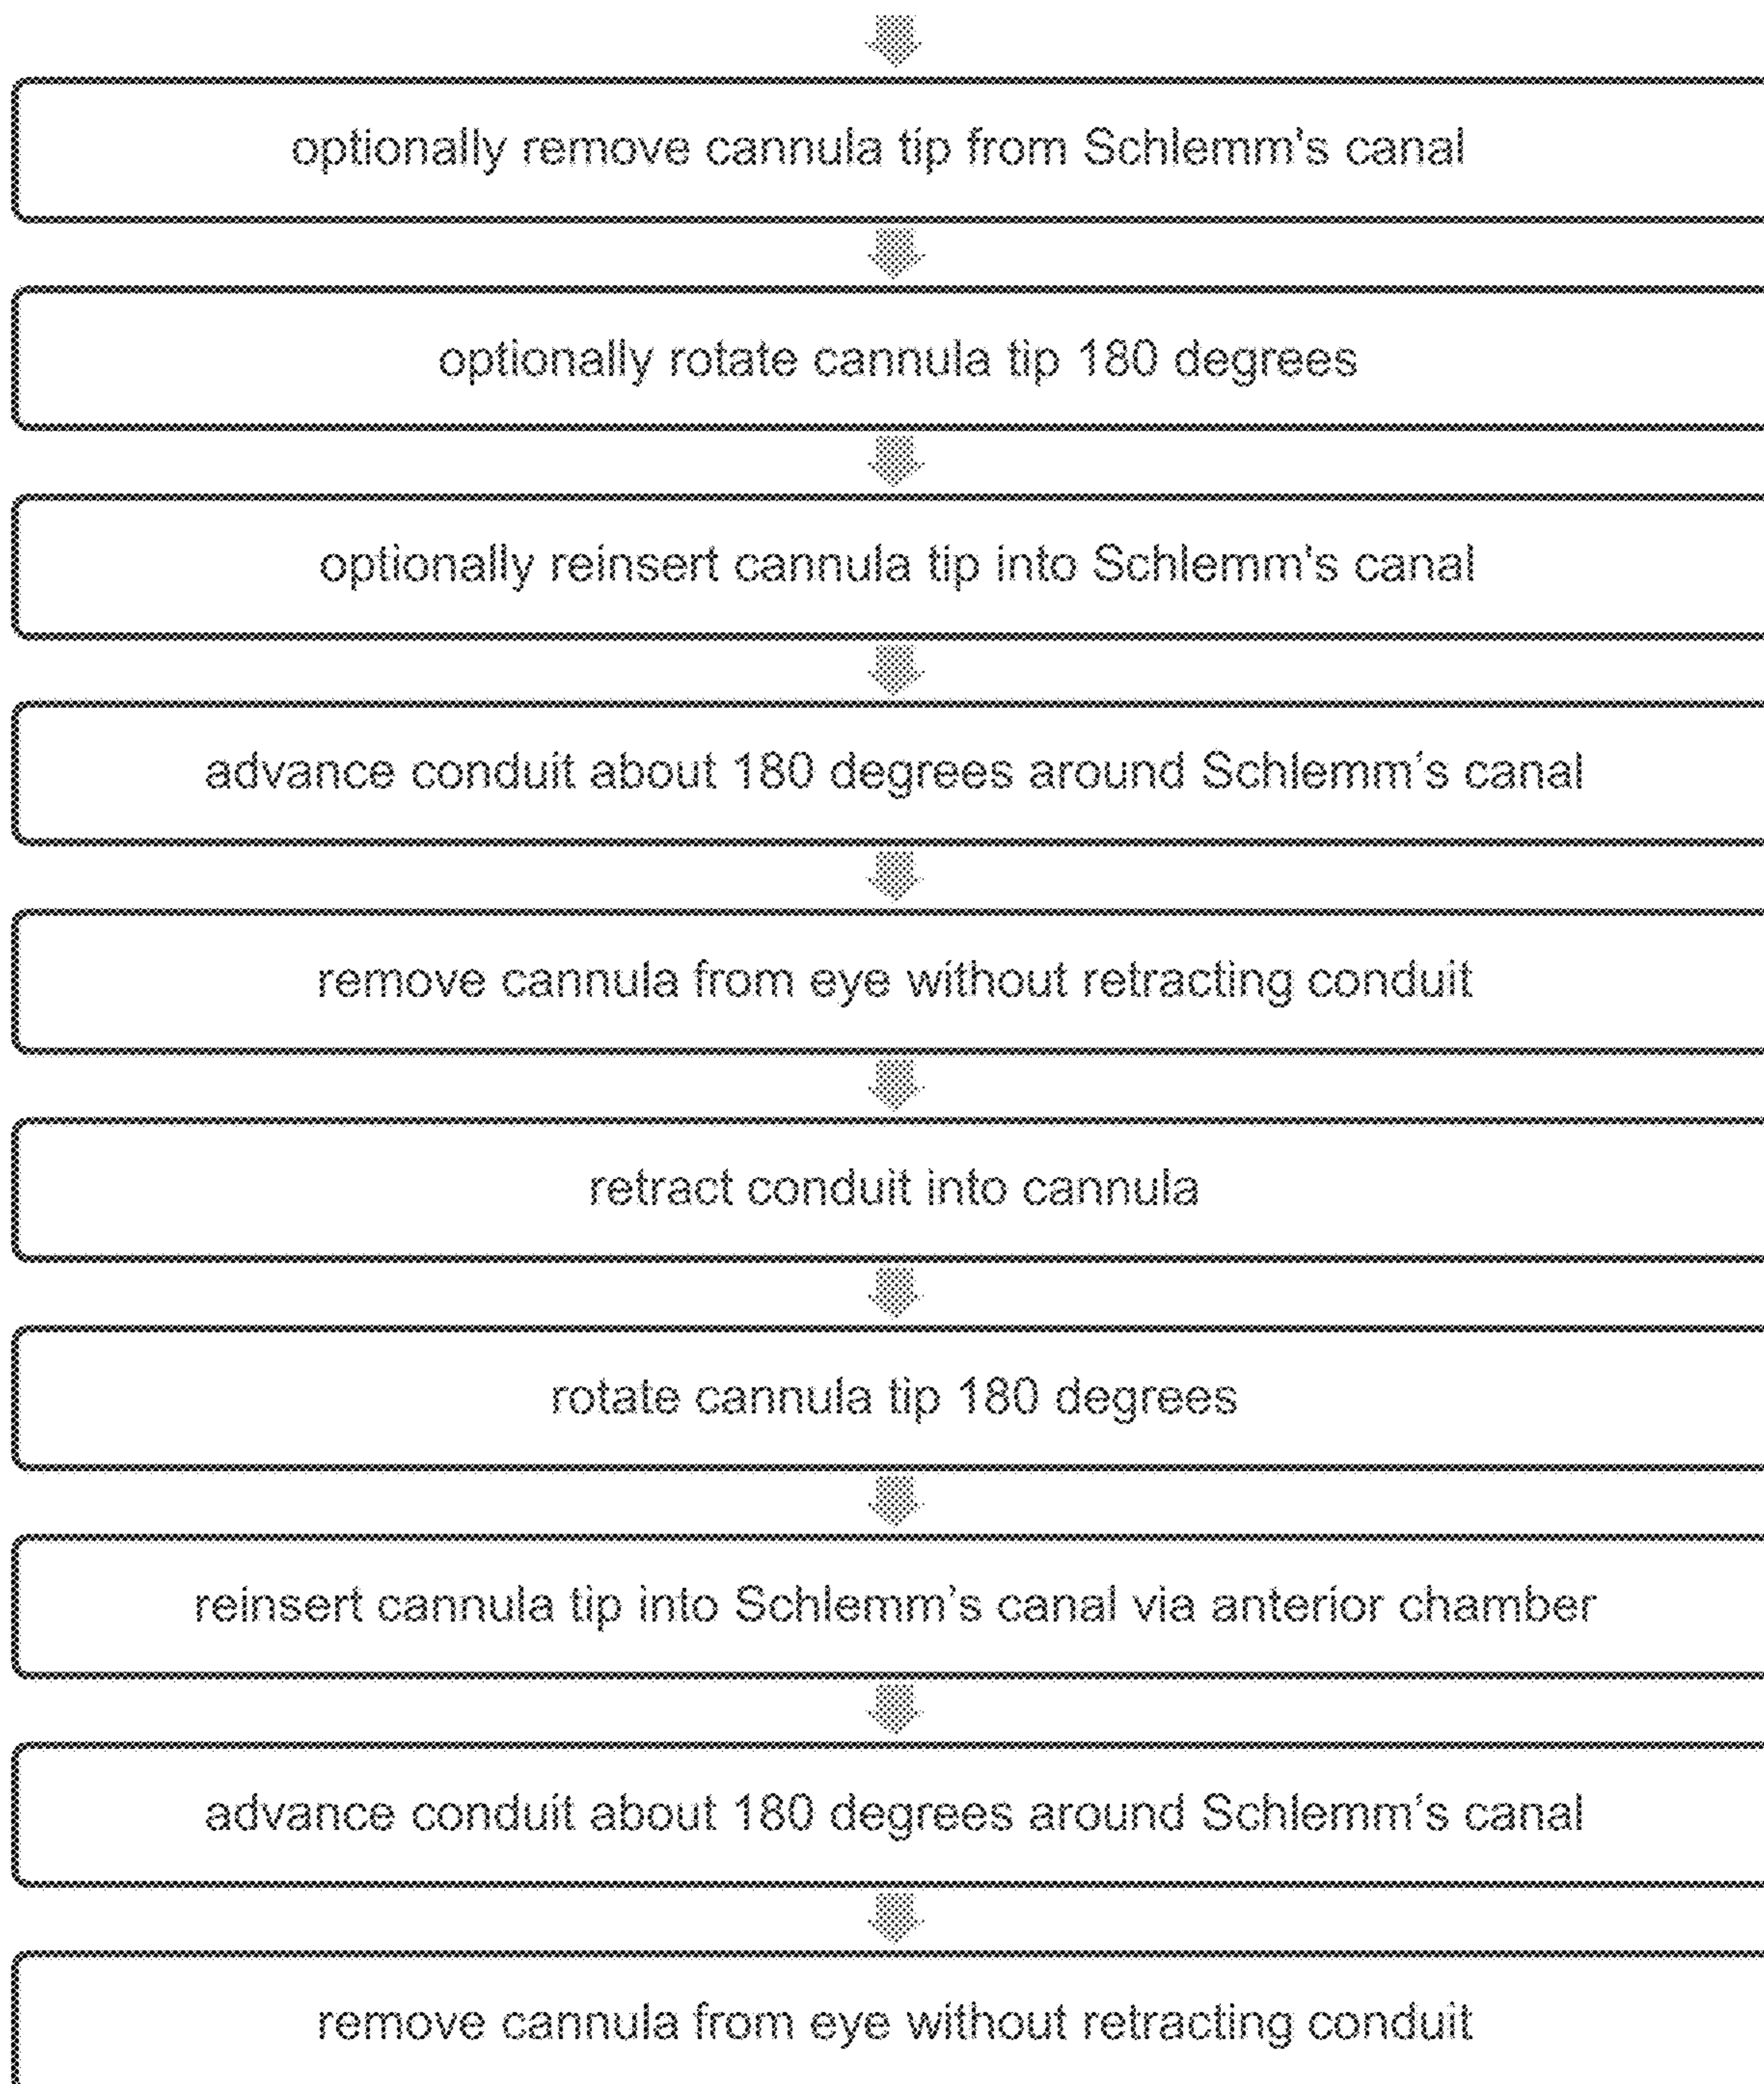 optionally remove cannula tip from Schlemm's canal
optionally rotate cannula tip 180 degrees
optionally reinsert cannula tip into Schlemm's canal
advance conduit about 180 degrees around Schlemm's canal
remove cannula from eye without retracting conduit
retract conduit into cannula
rotate cannula tip 180 degrees
reinsert cannula tip into Schlemm's canal via anterior chamber
advance conduit about 180 degrees around Schlemm's canal
remove cannula from eye without retracting conduit